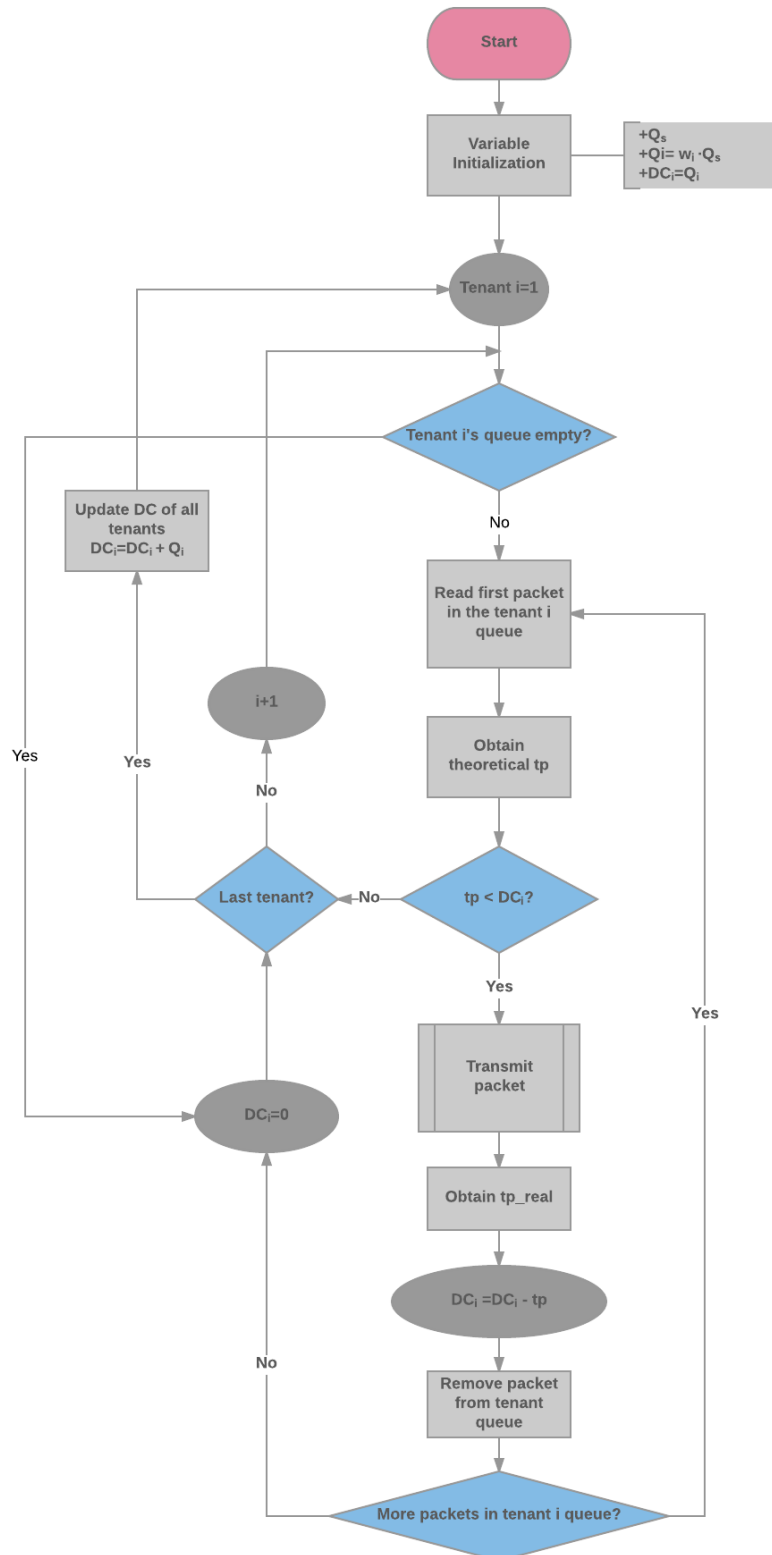 Start
Variable
Initialization
+Qₛ
+Qi= wᵢ ·Qₛ
+DCᵢ=Qᵢ
Tenant i=1
Tenant i's queue empty?
Update DC of all
tenants
DCᵢ=DCᵢ + Qᵢ
No
Read first packet
in the tenant i
queue
i+1
Obtain
theoretical tp
Yes
Yes
No
Last tenant?
No
tp < DCᵢ?
Yes
Yes
Transmit
packet
DCᵢ=0
Obtain tp_real
DCᵢ =DCᵢ - tp
No
Remove packet
from tenant
queue
More packets in tenant i queue?